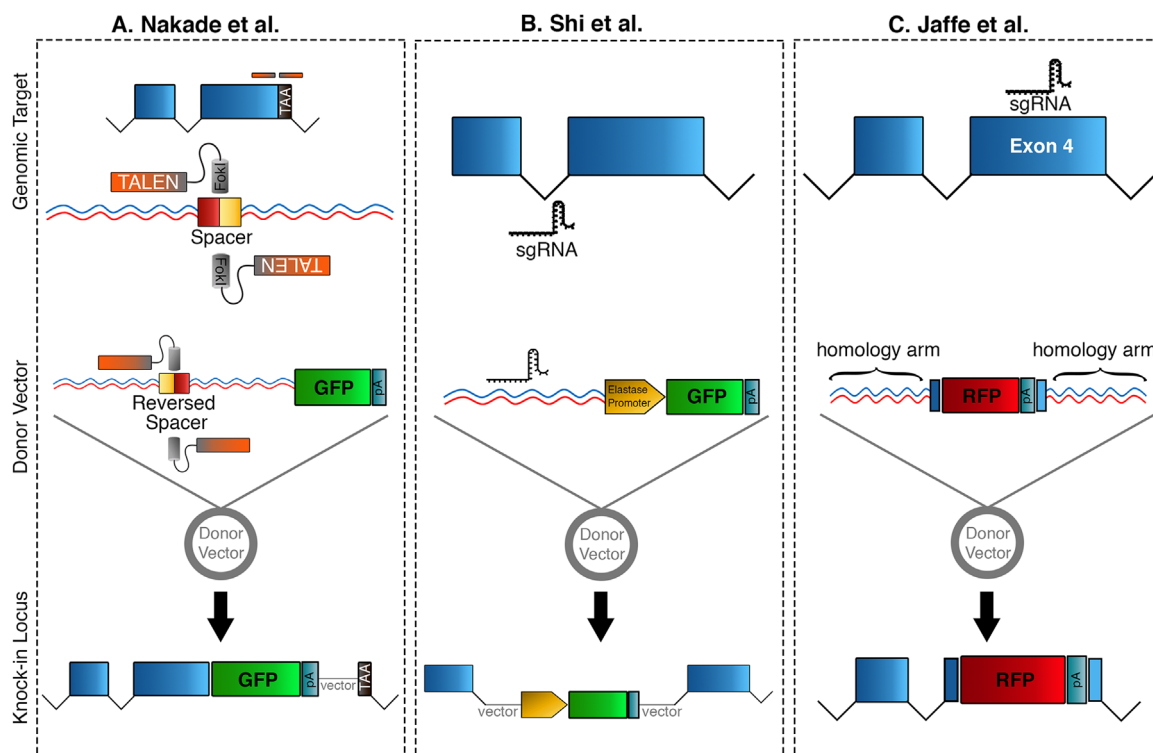 A. Nakade et al.
B. Shi et al.
C. Jaffe et al.
Genomic Target
TAA
TALEN
FokI
Spacer
FokI
TALEN
sgRNA
sgRNA
Exon 4
Donor Vector
Reversed
Spacer
GFP
pA
Elastase
Promoter
GFP
pA
homology arm
homology arm
RFP
pA
Donor
Vector
Donor
Vector
Donor
Vector
Knock-in Locus
GFP
pA
vector
TAA
vector
vector
RFP
pA